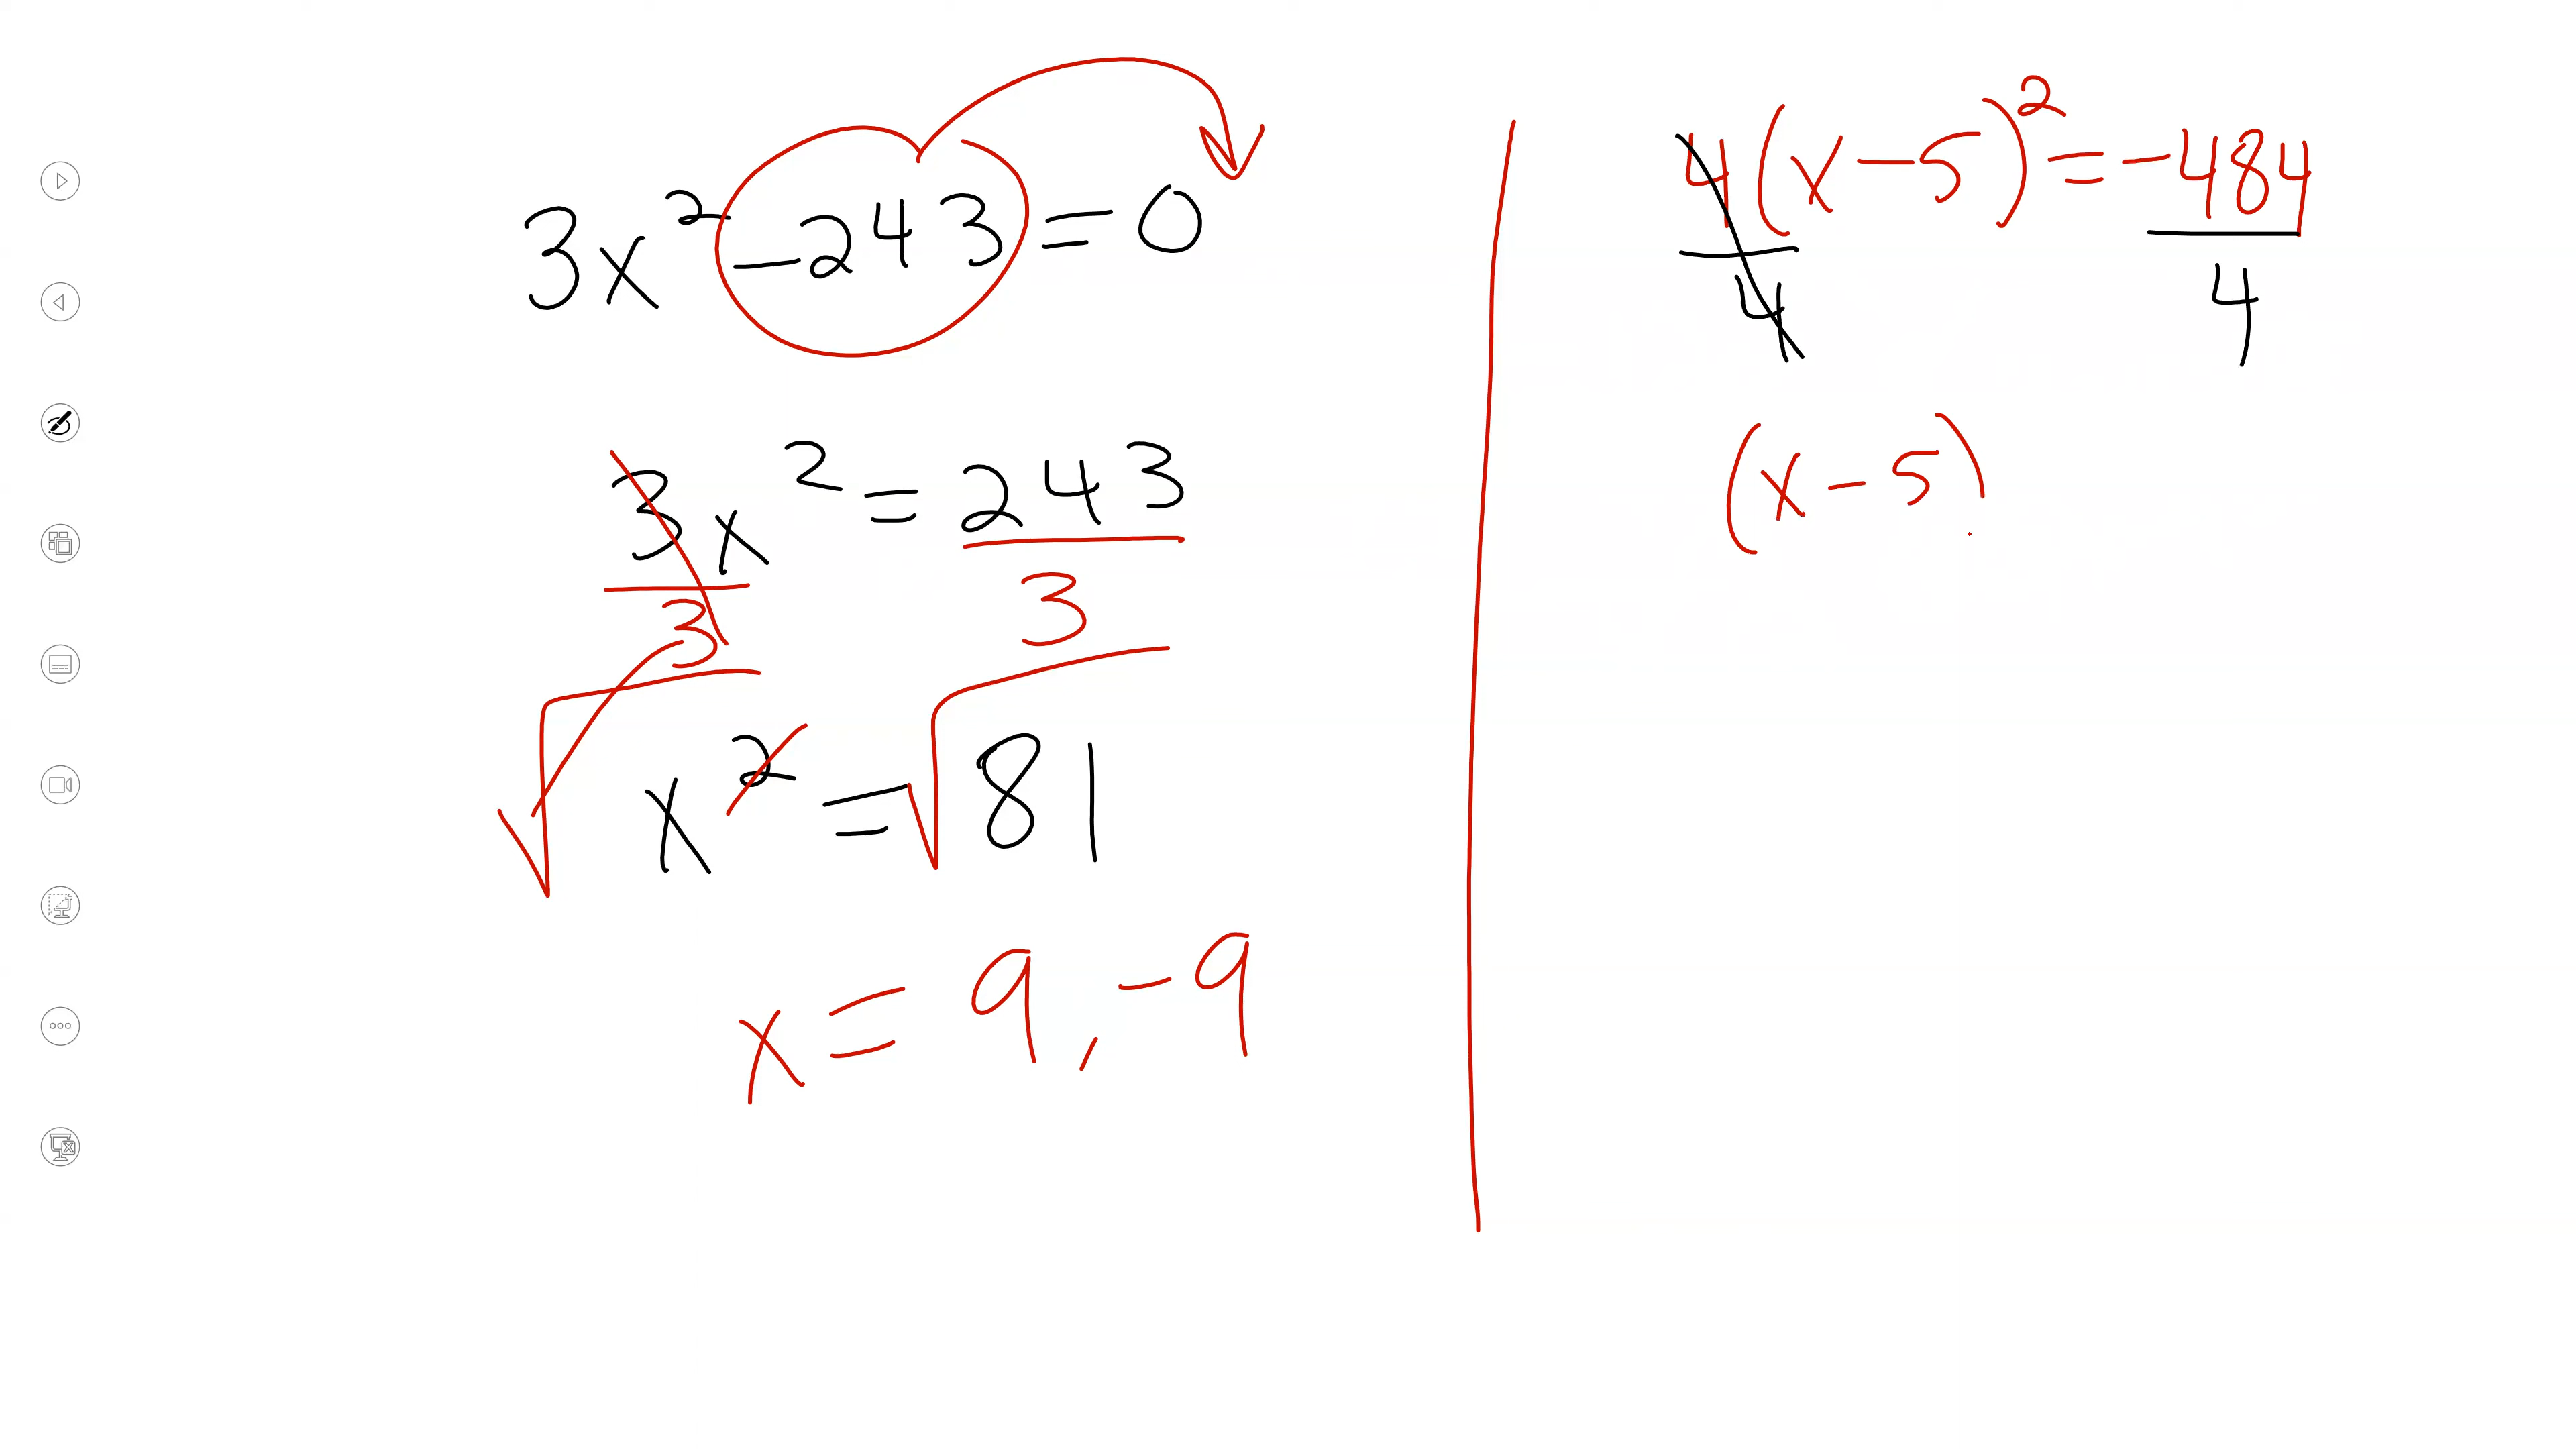 3x² - 243 = 0
3x² = 243
3 3
x² = √81
x = 9, -9
4(x - 5)² = -484
4 4
(x - 5)